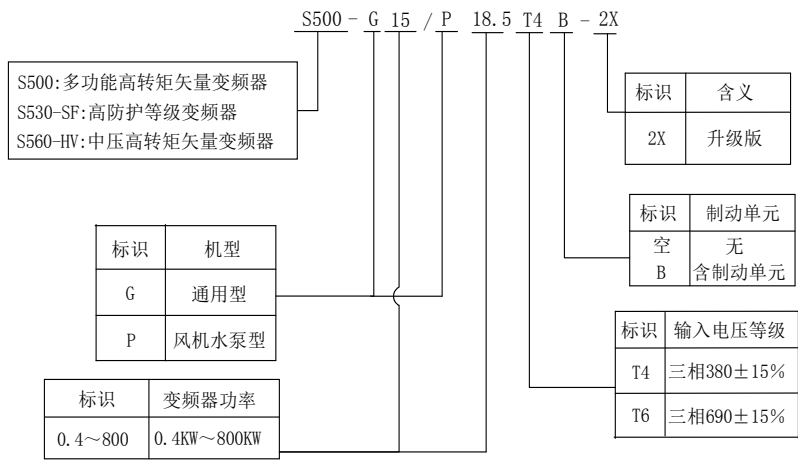 S500-G15/P18.5T4B-2X
S500:多功能高转矩矢量变频器
S530-SF:高防护等级变频器
S560-HV:中压高转矩矢量变频器
标识 含义
2X 升级版
标识 制动单元
空 无
B 含制动单元
标识 机型
G 通用型
P 风机水泵型
标识 输入电压等级
T4 三相380±15%
T6 三相690±15%
标识 变频器功率
0.4～800 0.4KW～800KW